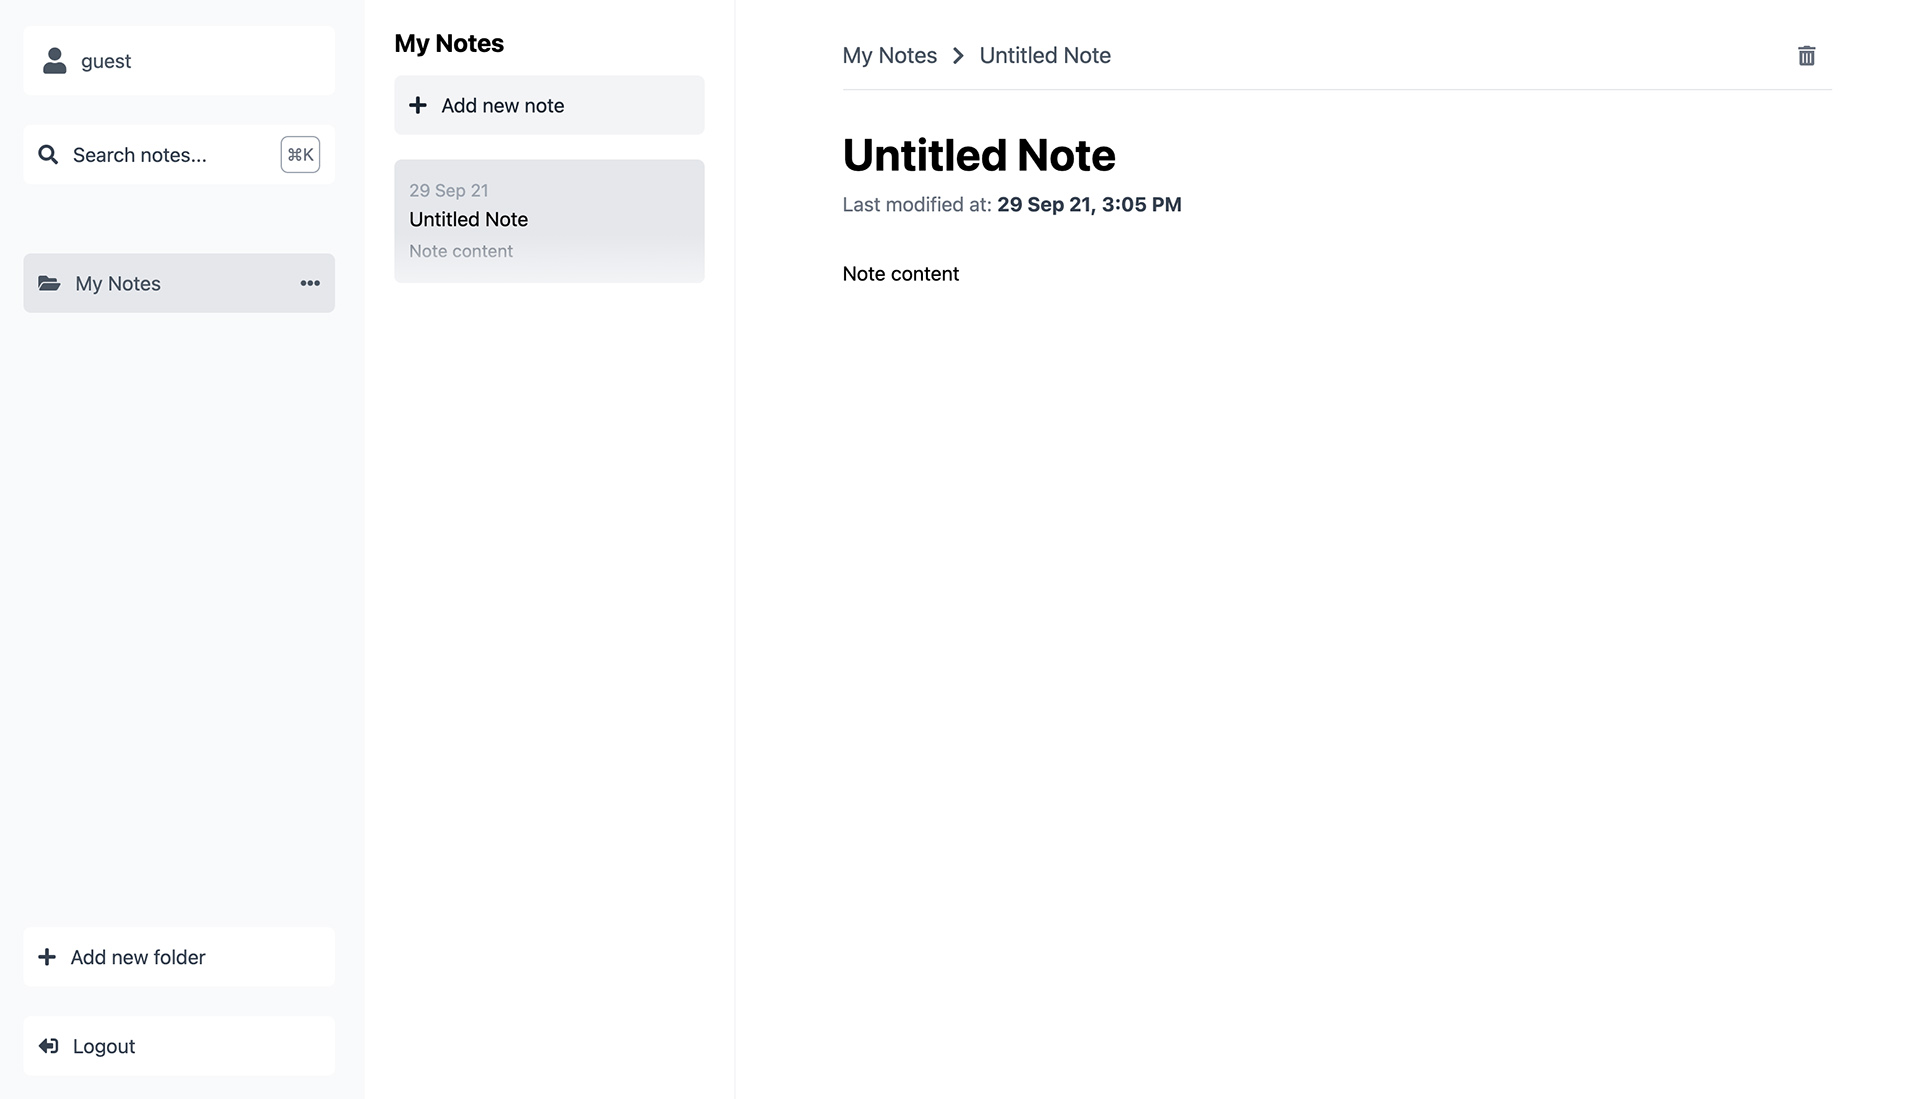 guest
Search notes...
⌘K
My Notes
Add new folder
Logout
My Notes
Add new note
29 Sep 21
Untitled Note
Note content
My Notes Untitled Note
Untitled Note
Last modified at: 29 Sep 21, 3:05 PM
Note content